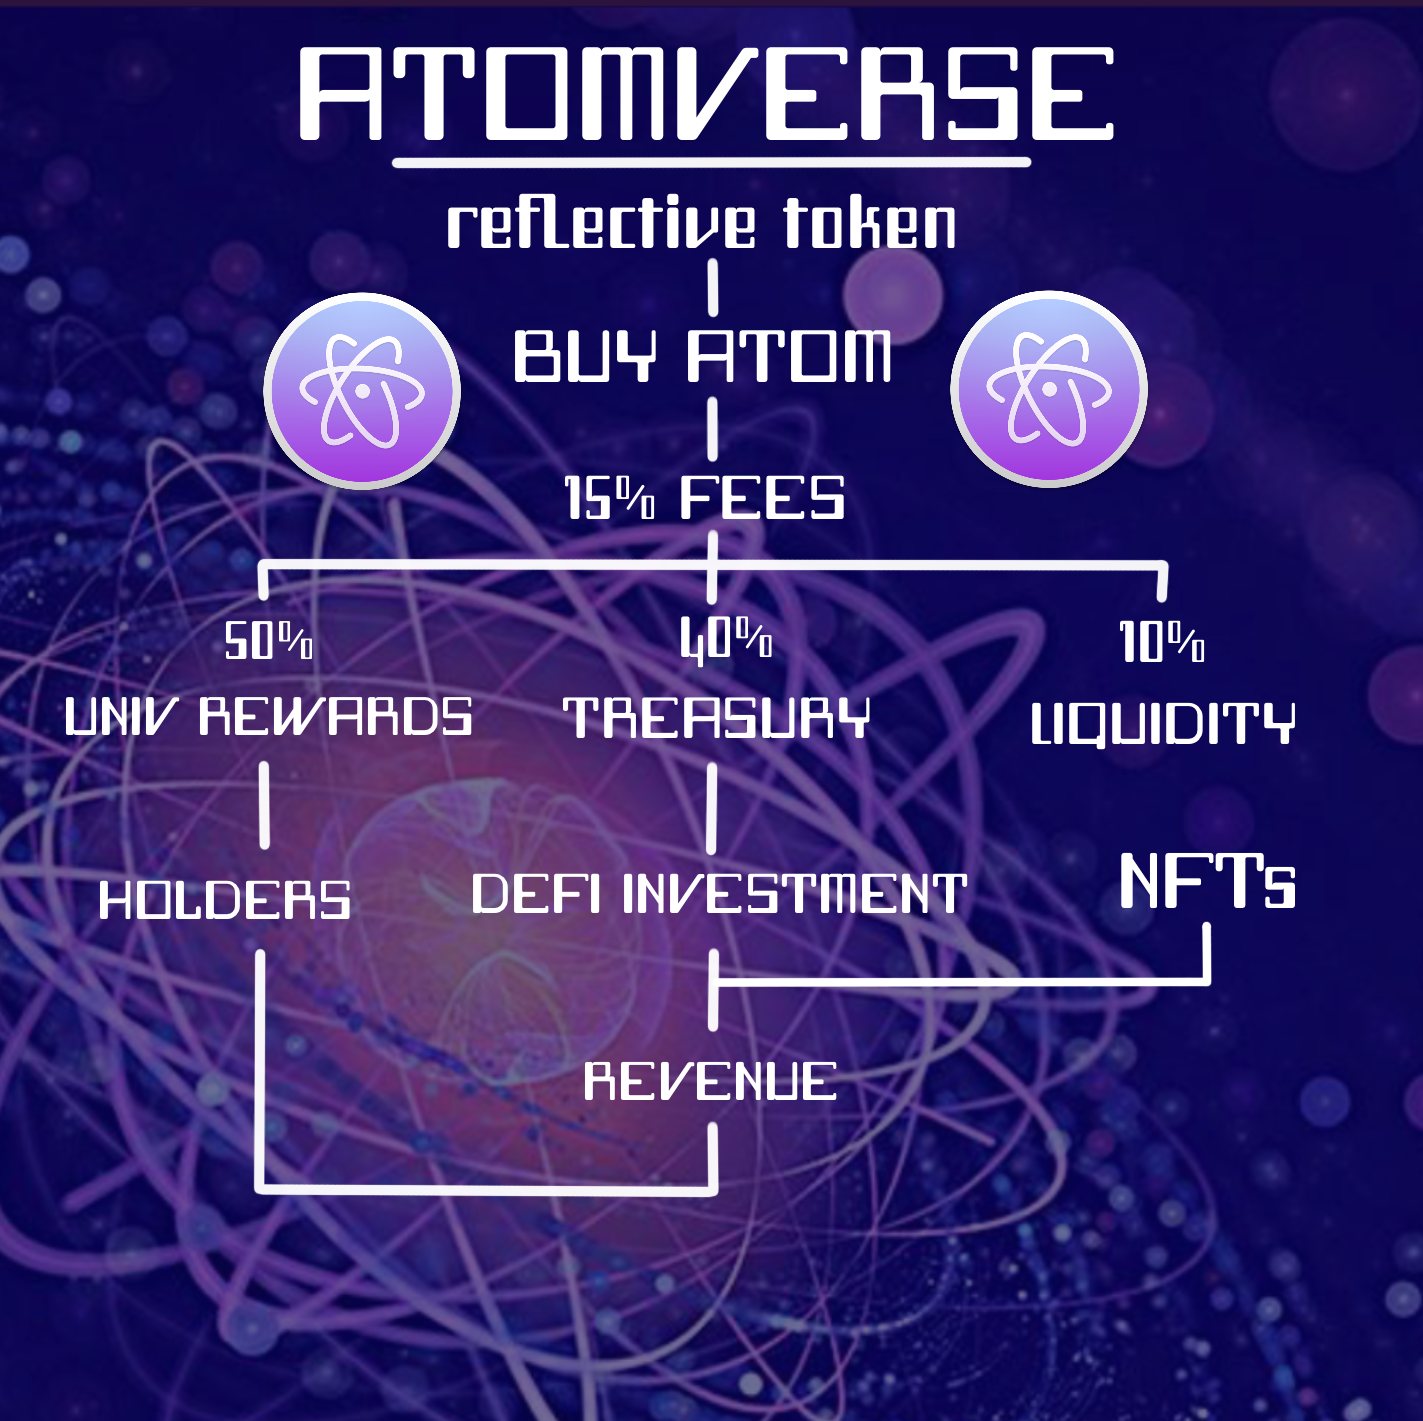 ATOMVERSE
reflective token
BUY ATOM
15% FEES
50% 40% 10%
UNIV REWARDS TREASURY LIQUIDITY
HOLDERS DEFI INVESTMENT NFTs
REVENUE